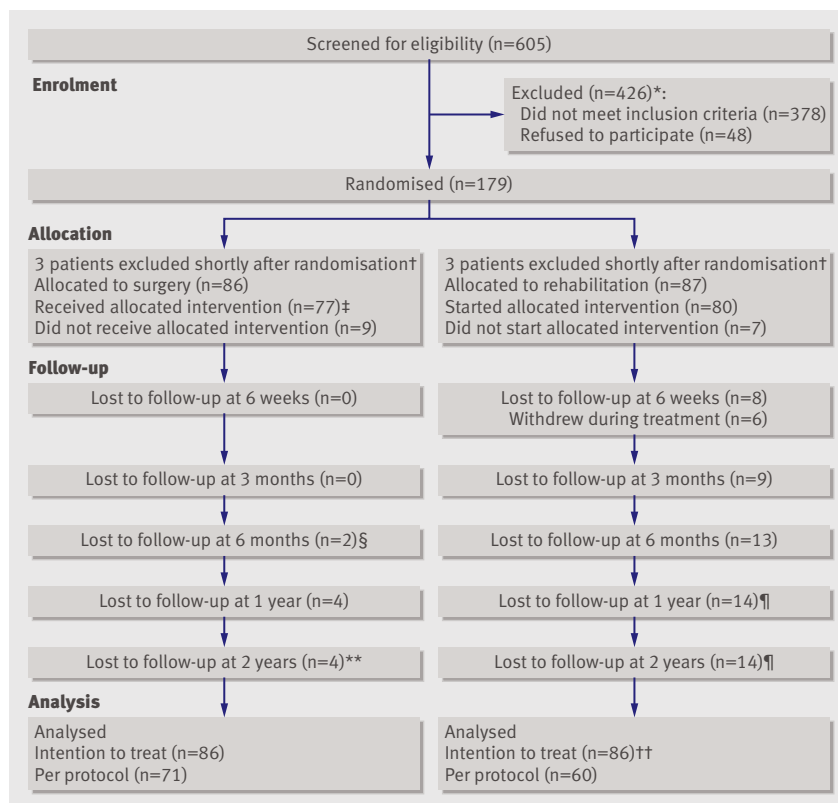 Screened for eligibility (n=605)
Enrolment
Excluded (n=426)*:
Did not meet inclusion criteria (n=378)
Refused to participate (n=48)
Randomised (n=179)
Allocation
3 patients excluded shortly after randomisation†
Allocated to surgery (n=86)
Received allocated intervention (n=77)‡
Did not receive allocated intervention (n=9)
3 patients excluded shortly after randomisation†
Allocated to rehabilitation (n=87)
Started allocated intervention (n=80)
Did not start allocated intervention (n=7)
Follow-up
Lost to follow-up at 6 weeks (n=0)
Lost to follow-up at 6 weeks (n=8)
Withdrew during treatment (n=6)
Lost to follow-up at 3 months (n=0)
Lost to follow-up at 3 months (n=9)
Lost to follow-up at 6 months (n=2)§
Lost to follow-up at 6 months (n=13)
Lost to follow-up at 1 year (n=4)
Lost to follow-up at 1 year (n=14)¶
Lost to follow-up at 2 years (n=4)**
Lost to follow-up at 2 years (n=14)¶
Analysis
Analysed
Intention to treat (n=86)
Per protocol (n=71)
Analysed
Intention to treat (n=86)††
Per protocol (n=60)